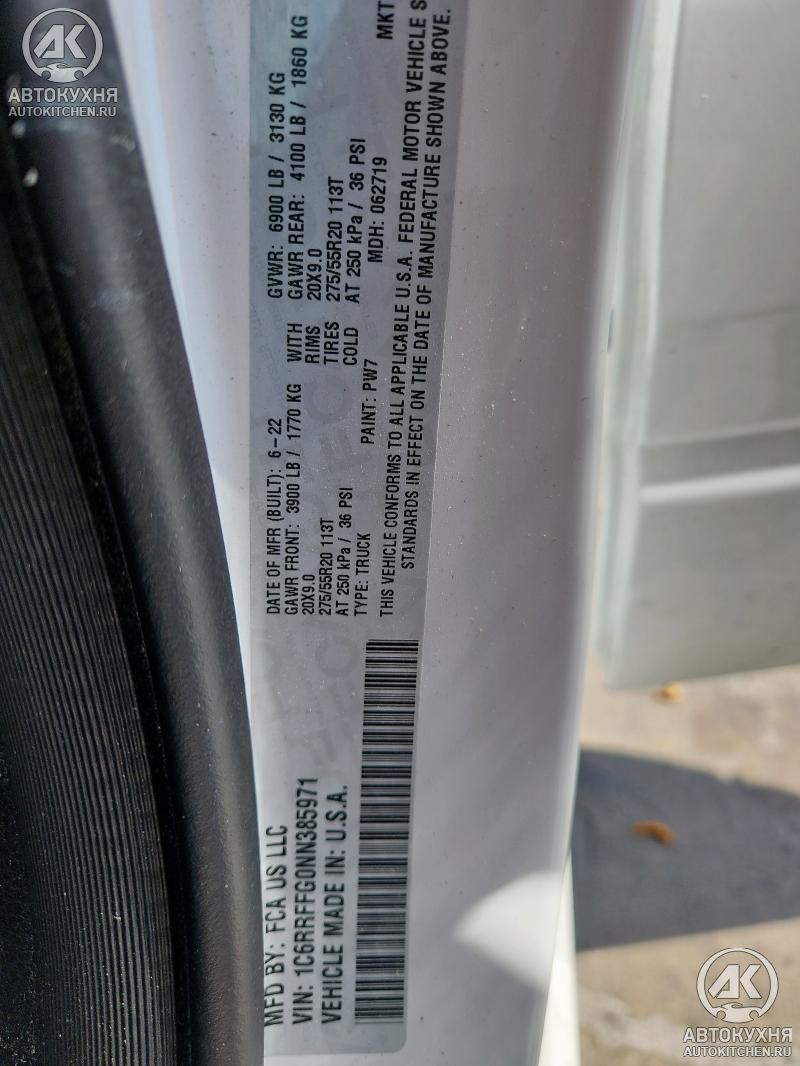 АВТОКУХНЯ
AUTOKITCHEN.RU
MFD BY: FCA US LLC
VIN: 1C6RRFFG0NN385971
VEHICLE MADE IN: U.S.A.
DATE OF MFR (BUILT): 6-22 GVWR: 6900 LB / 3130 KG
GAWR FRONT: 3900 LB / 1770 KG WITH GAWR REAR: 4100 LB / 1860 KG
20X9.0 RIMS 20X9.0
275/55R20 113T TIRES 275/55R20 113T
AT 250 kPa / 36 PSI COLD AT 250 kPa / 36 PSI
TYPE: TRUCK PAINT: PW7 MDH: 062719 MKT
THIS VEHICLE CONFORMS TO ALL APPLICABLE U.S.A. FEDERAL MOTOR VEHICLE S
STANDARDS IN EFFECT ON THE DATE OF MANUFACTURE SHOWN ABOVE.
АВТОКУХНЯ
AUTOKITCHEN.RU